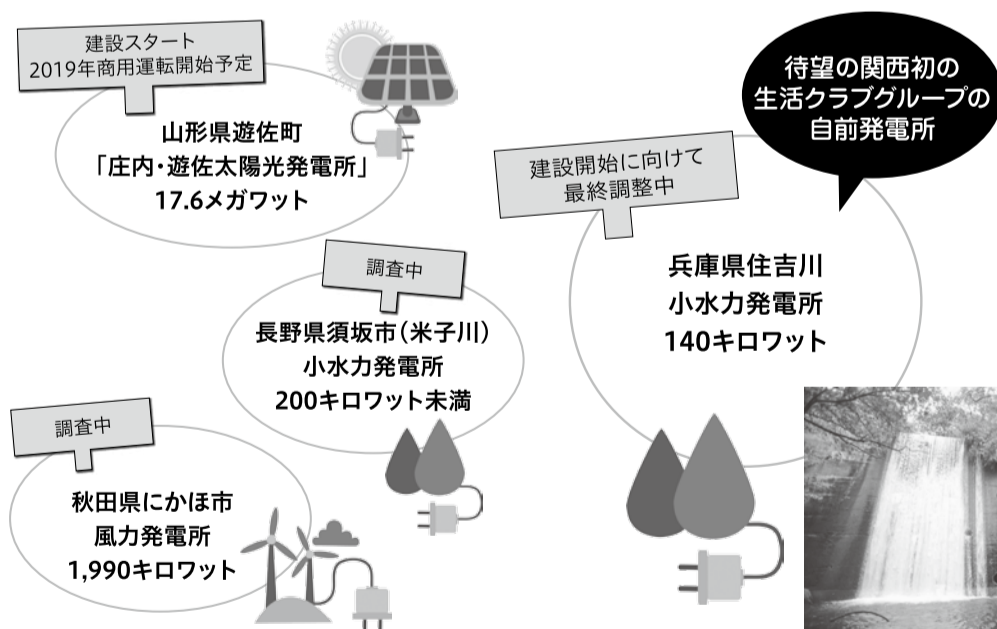 建設スタート
2019年商用運転開始予定
山形県遊佐町
「庄内・遊佐太陽光発電所」
17.6メガワット
調査中
長野県須坂市(米子川)
小水力発電所
200キロワット未満
調査中
秋田県にかほ市
風力発電所
1,990キロワット
待望の関西初の
生活クラブグループの
自前発電所
建設開始に向けて
最終調整中
兵庫県住吉川
小水力発電所
140キロワット